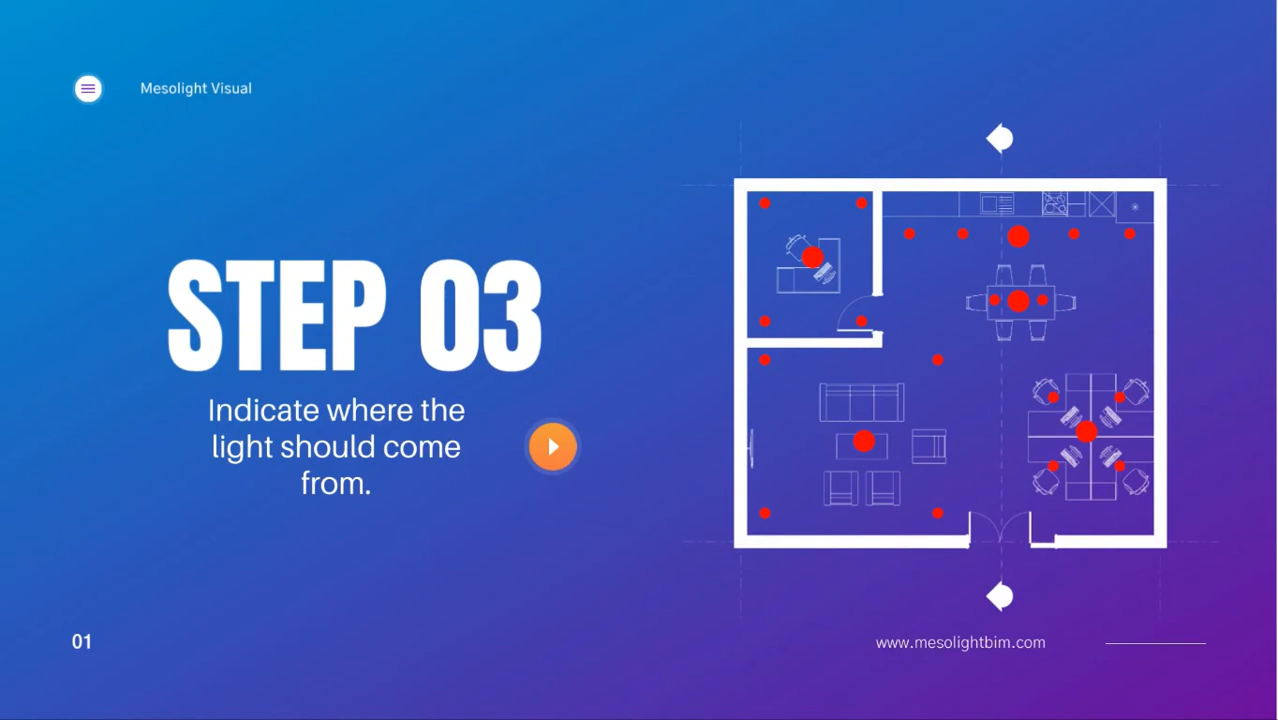 Mesolight Visual
STEP 03
Indicate where the
light should come
from.
01
www.mesolightbim.com